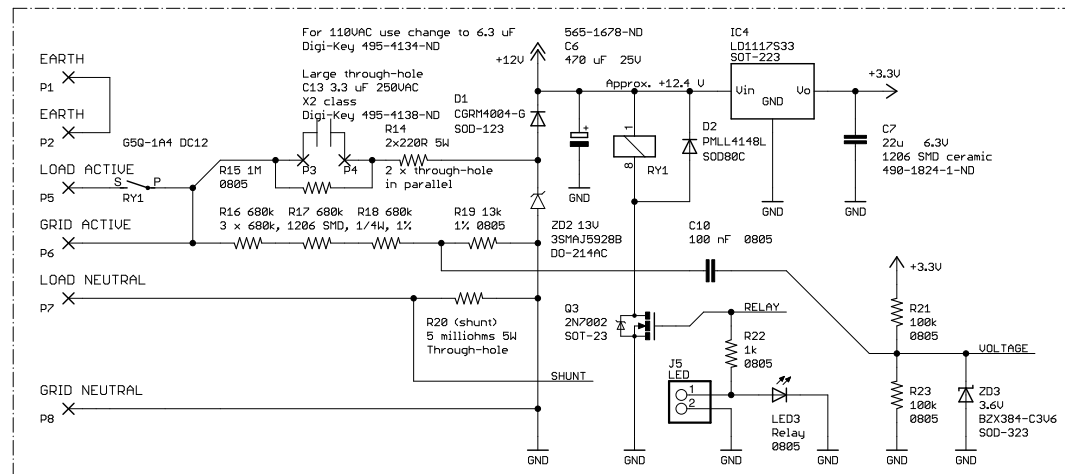 For 110VAC use change to 6.3 uF
Digi-Key 495-4134-ND
565-1678-ND
C6
470 uF 25V
IC4
LD1117S33
SOT-223
+12V
Approx. +12.4 V
Vin
Vo
GND
+3.3V
EARTH
P1
EARTH
P2
Large through-hole
C13 3.3 uF 250VAC
X2 class
Digi-Key 495-4138-ND
D1
CGRM4004-G
SOD-123
+
1
8
RY1
D2
PMLL4148L
SOD80C
C7
22u 6.3V
1206 SMD ceramic
490-1824-1-ND
G5Q-1A4 DC12
R14
2x220R 5W
P3
P4
2 x through-hole
in parallel
LOAD ACTIVE
P5
S
P
RY1
R15 1M
0805
GND
GND
GRID ACTIVE
P6
R16 680k
R17 680k
R18 680k
3 x 680k, 1206 SMD, 1/4W, 1%
R19 13k
1% 0805
ZD2 13V
3SMAJ5928B
DO-214AC
C10
100 nF 0805
+3.3V
LOAD NEUTRAL
P7
R20 (shunt)
5 milliohms 5W
Through-hole
Q3
2N7002
SOT-23
RELAY
R22
1k
0805
R21
100k
0805
VOLTAGE
SHUNT
J5
LED
1
2
LED3
Relay
0805
R23
100k
0805
ZD3
3.6V
BZX384-C3V6
SOD-323
GRID NEUTRAL
P8
GND
GND
GND
GND
GND
GND